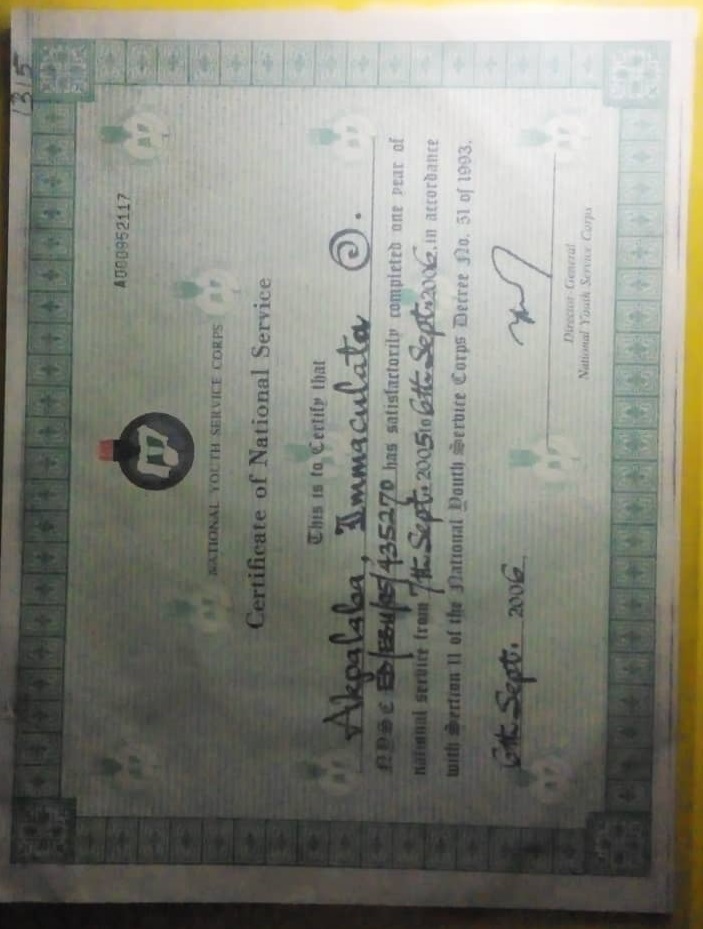 1315
A000952117
NATIONAL YOUTH SERVICE CORPS
Certificate of National Service
This is to Certify that
Akpalaba, Immaculata O.
NYSC EB/EBU/05/435270 has satisfactorily completed one year of
national service from 7th Sept. 2005 to 6th Sept. 2006. in accordance
with Section 11 of the National Youth Service Corps Decree No. 51 of 1993.
6th Sept. 2006
Director-General
National Youth Service Corps